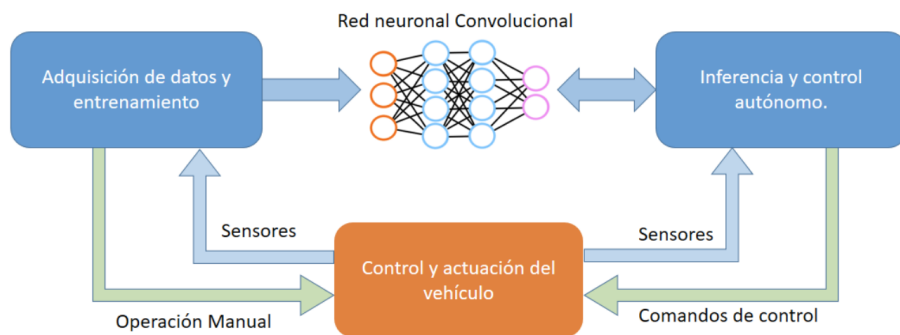 Red neuronal Convolucional
Adquisición de datos y
entrenamiento
Inferencia y control
autónomo.
Sensores
Sensores
Control y actuación del
vehículo
Operación Manual
Comandos de control